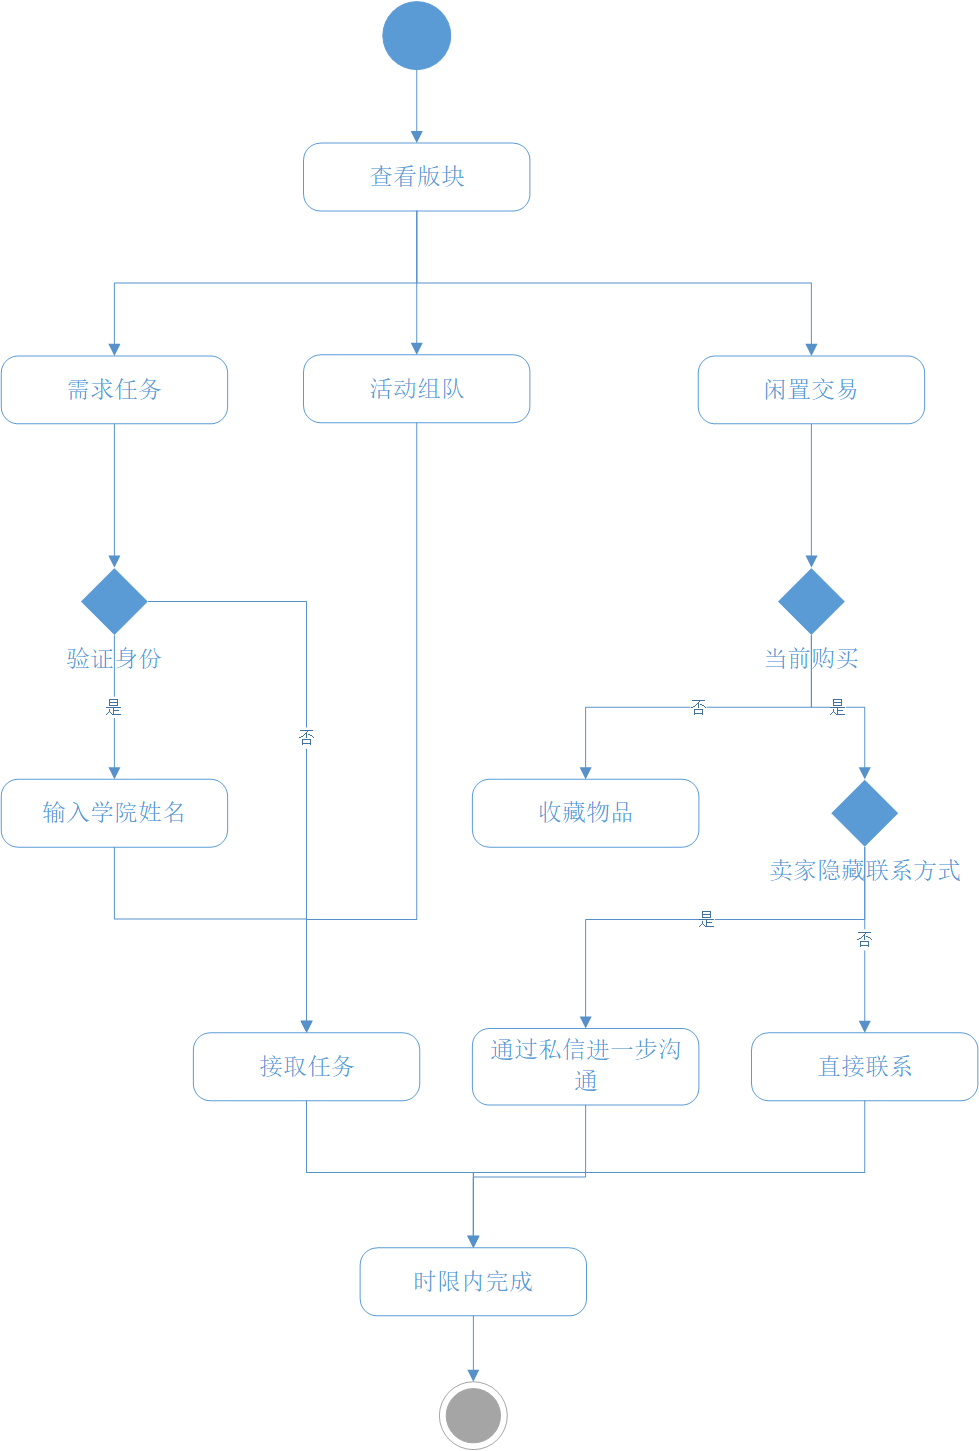 查看版块
需求任务
活动组队
闲置交易
验证身份
当前购买
是
否
是
否
输入学院姓名
收藏物品
卖家隐藏联系方式
是
否
接取任务
通过私信进一步沟
通
直接联系
时限内完成